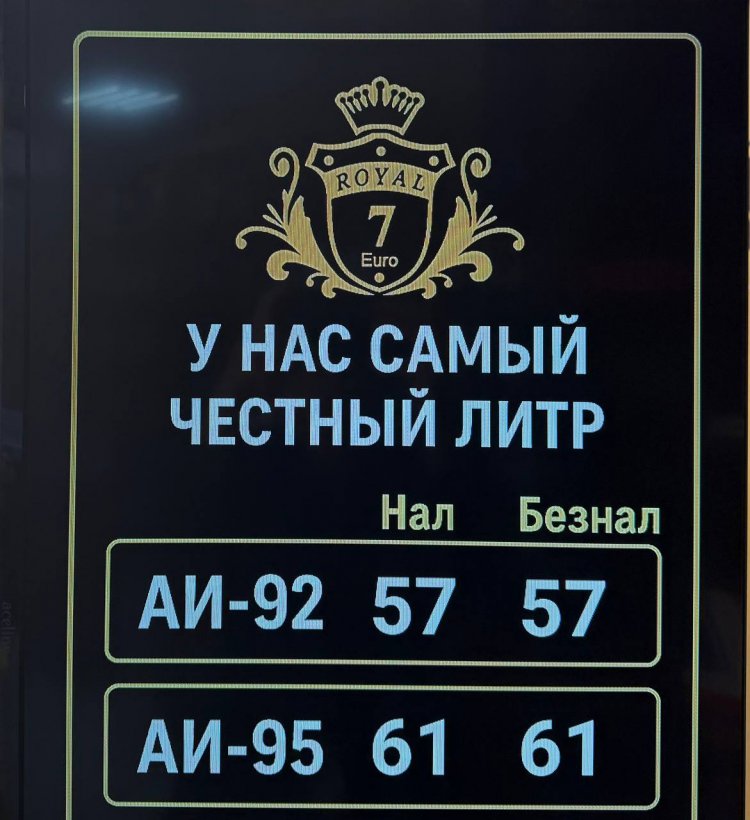 ROYAL
7
Euro
У НАС САМЫЙ
ЧЕСТНЫЙ ЛИТР
Нал Безнал
АИ-92 57 57
АИ-95 61 61